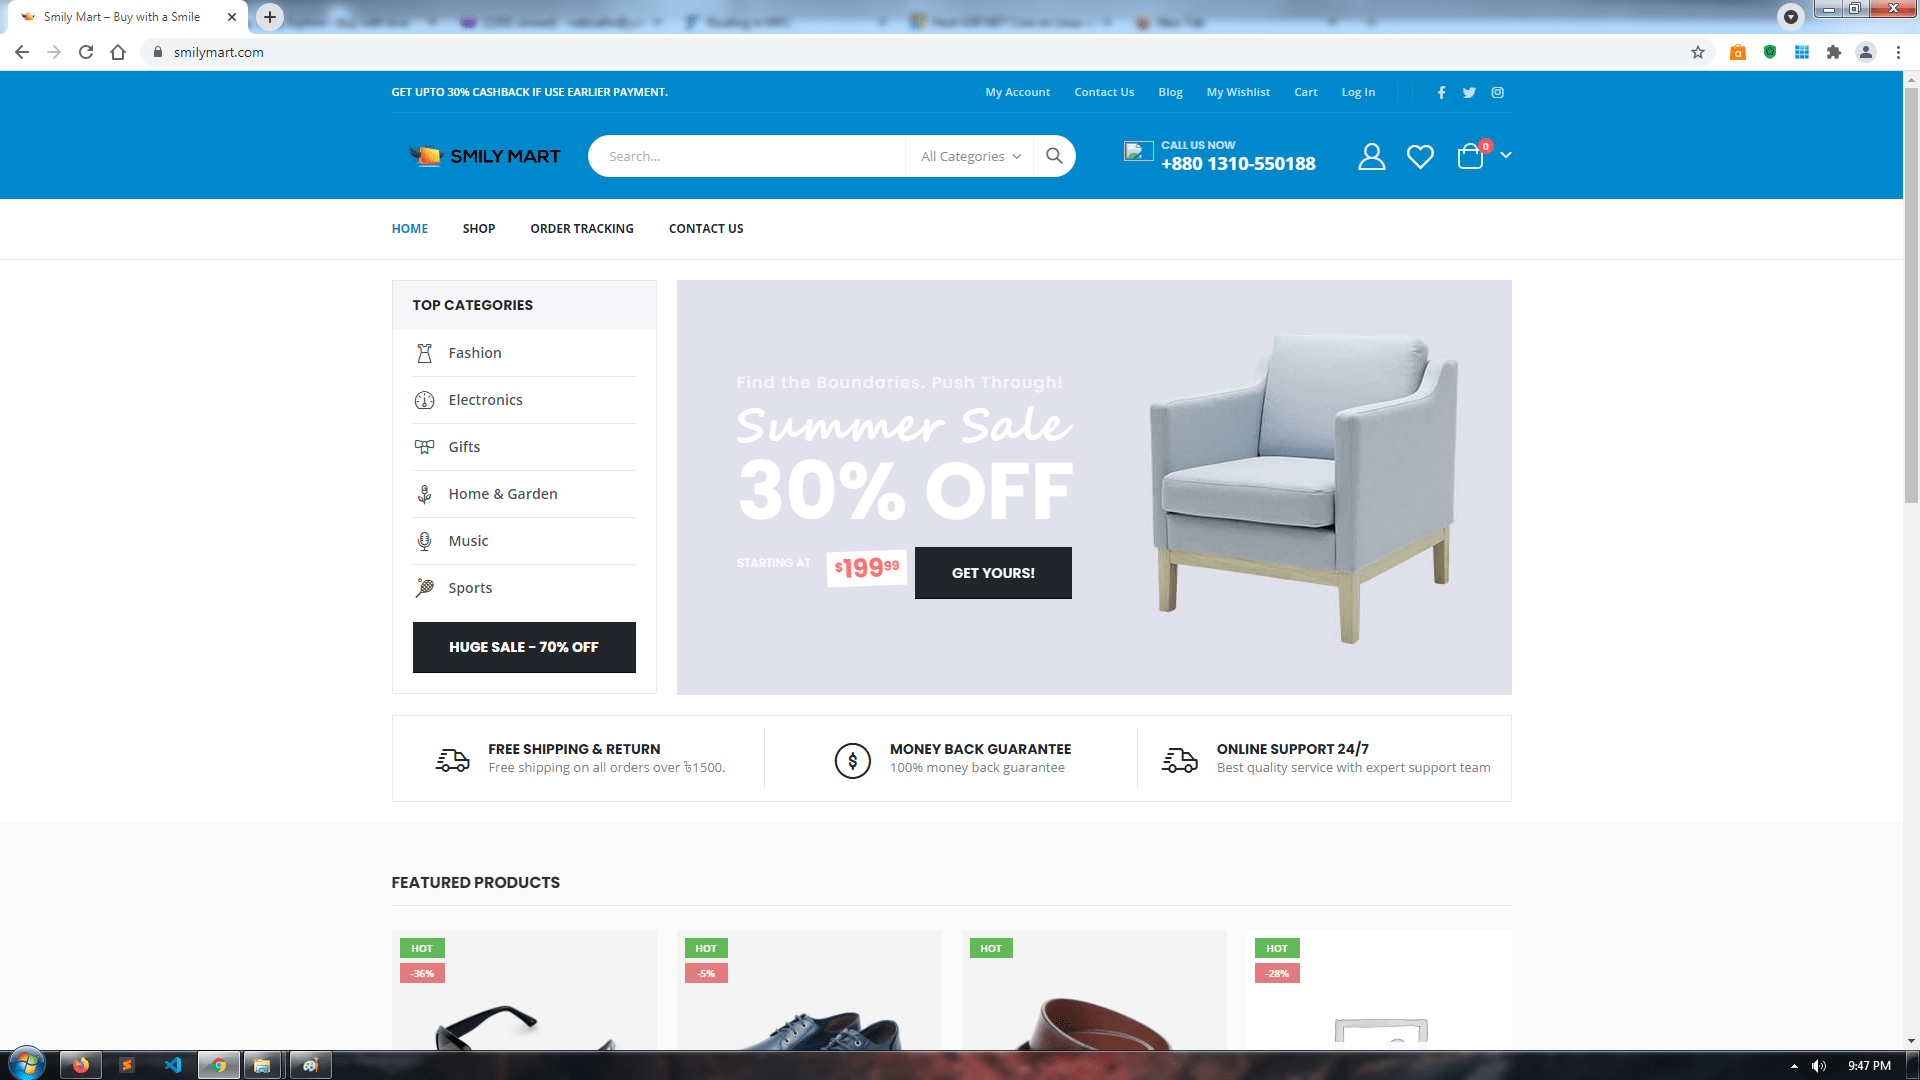 Smily Mart – Buy with a Smile
New Tab
smilymart.com
GET UPTO 30% CASHBACK IF USE EARLIER PAYMENT.
My Account
Contact Us
Blog
My Wishlist
Cart
Log In
SMILY MART
Search...
All Categories
CALL US NOW
+880 1310-550188
0
HOME
SHOP
ORDER TRACKING
CONTACT US
TOP CATEGORIES
Fashion
Electronics
Gifts
Home & Garden
Music
Sports
HUGE SALE - 70% OFF
Find the Boundaries. Push Through!
Summer Sale
30% OFF
STARTING AT
$19999
GET YOURS!
FREE SHIPPING & RETURN
Free shipping on all orders over ৳1500.
MONEY BACK GUARANTEE
100% money back guarantee
ONLINE SUPPORT 24/7
Best quality service with expert support team
FEATURED PRODUCTS
HOT
-36%
HOT
-5%
HOT
HOT
-28%
9:47 PM